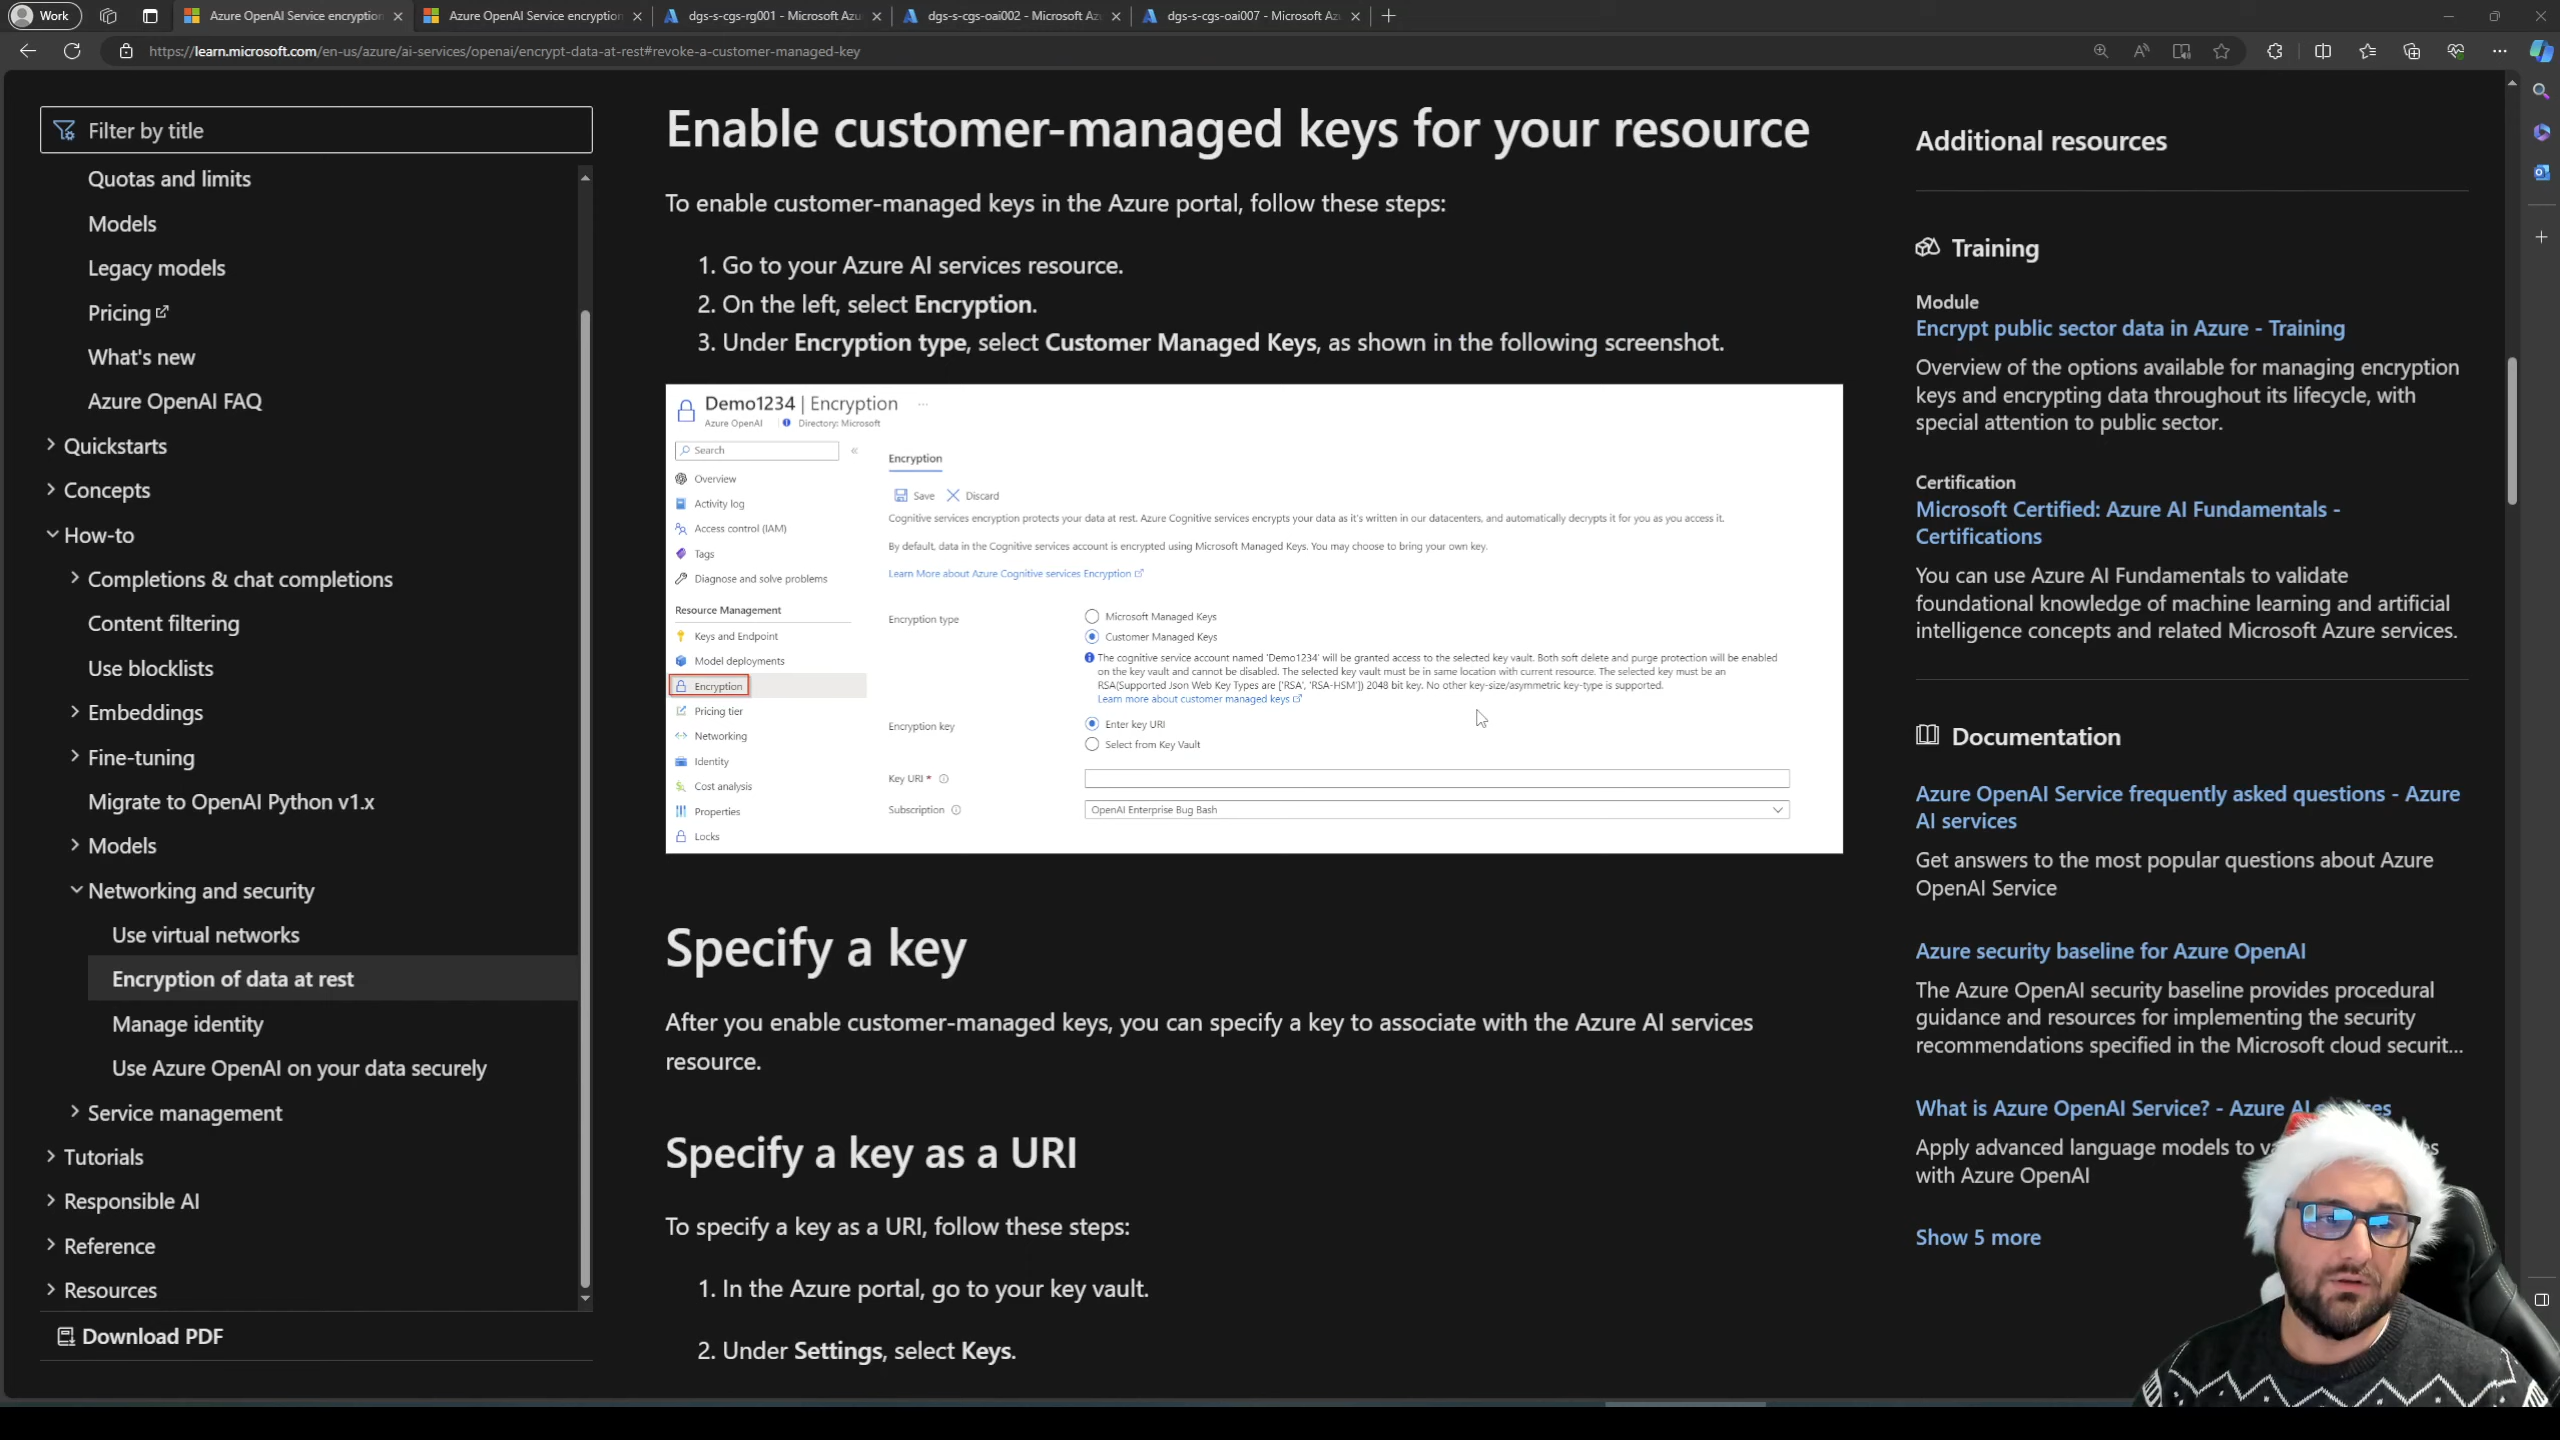 Work
Azure OpenAI Service encryption
Azure OpenAI Service encryption
dgs-s-cgs-rg001 - Microsoft Azu
dgs-s-cgs-oai002 - Microsoft Az
dgs-s-cgs-oai007 - Microsoft Az
https://learn.microsoft.com/en-us/azure/ai-services/openai/encrypt-data-at-rest#revoke-a-customer-managed-key
Filter by title
Quotas and limits
Models
Legacy models
Pricing
What's new
Azure OpenAI FAQ
Quickstarts
Concepts
How-to
Completions & chat completions
Content filtering
Use blocklists
Embeddings
Fine-tuning
Migrate to OpenAI Python v1.x
Models
Networking and security
Use virtual networks
Encryption of data at rest
Manage identity
Use Azure OpenAI on your data securely
Service management
Tutorials
Responsible AI
Reference
Resources
Download PDF
Enable customer-managed keys for your resource
To enable customer-managed keys in the Azure portal, follow these steps:
1. Go to your Azure AI services resource.
2. On the left, select Encryption.
3. Under Encryption type, select Customer Managed Keys, as shown in the following screenshot.
Demo1234 | Encryption ...
Azure OpenAI
Directory: Microsoft
Search
Overview
Activity log
Access control (IAM)
Tags
Diagnose and solve problems
Resource Management
Keys and Endpoint
Model deployments
Encryption
Pricing tier
Networking
Identity
Cost analysis
Properties
Locks
Encryption
Save
Discard
Cognitive services encryption protects your data at rest. Azure Cognitive services encrypts your data as it's written in our datacenters, and automatically decrypts it for you as you access it.
By default, data in the Cognitive services account is encrypted using Microsoft Managed Keys. You may choose to bring your own key.
Learn More about Azure Cognitive services Encryption
Encryption type
Microsoft Managed Keys
Customer Managed Keys
The cognitive service account named 'Demo1234' will be granted access to the selected key vault. Both soft delete and purge protection will be enabled
on the key vault and cannot be disabled. The selected key vault must be in same location with current resource. The selected key must be an
RSA(Supported Json Web Key Types are ['RSA', 'RSA-HSM']) 2048 bit key. No other key-size/asymmetric key-type is supported.
Learn more about customer managed keys
Encryption key
Enter key URI
Select from Key Vault
Key URI *
Subscription
OpenAI Enterprise Bug Bash
Specify a key
After you enable customer-managed keys, you can specify a key to associate with the Azure AI services
resource.
Specify a key as a URI
To specify a key as a URI, follow these steps:
1. In the Azure portal, go to your key vault.
2. Under Settings, select Keys.
Additional resources
Training
Module
Encrypt public sector data in Azure - Training
Overview of the options available for managing encryption
keys and encrypting data throughout its lifecycle, with
special attention to public sector.
Certification
Microsoft Certified: Azure AI Fundamentals -
Certifications
You can use Azure AI Fundamentals to validate
foundational knowledge of machine learning and artificial
intelligence concepts and related Microsoft Azure services.
Documentation
Azure OpenAI Service frequently asked questions - Azure
AI services
Get answers to the most popular questions about Azure
OpenAI Service
Azure security baseline for Azure OpenAI
The Azure OpenAI security baseline provides procedural
guidance and resources for implementing the security
recommendations specified in the Microsoft cloud securit...
What is Azure OpenAI Service? - Azure AI
Apply advanced language models to
with Azure OpenAI
Show 5 more